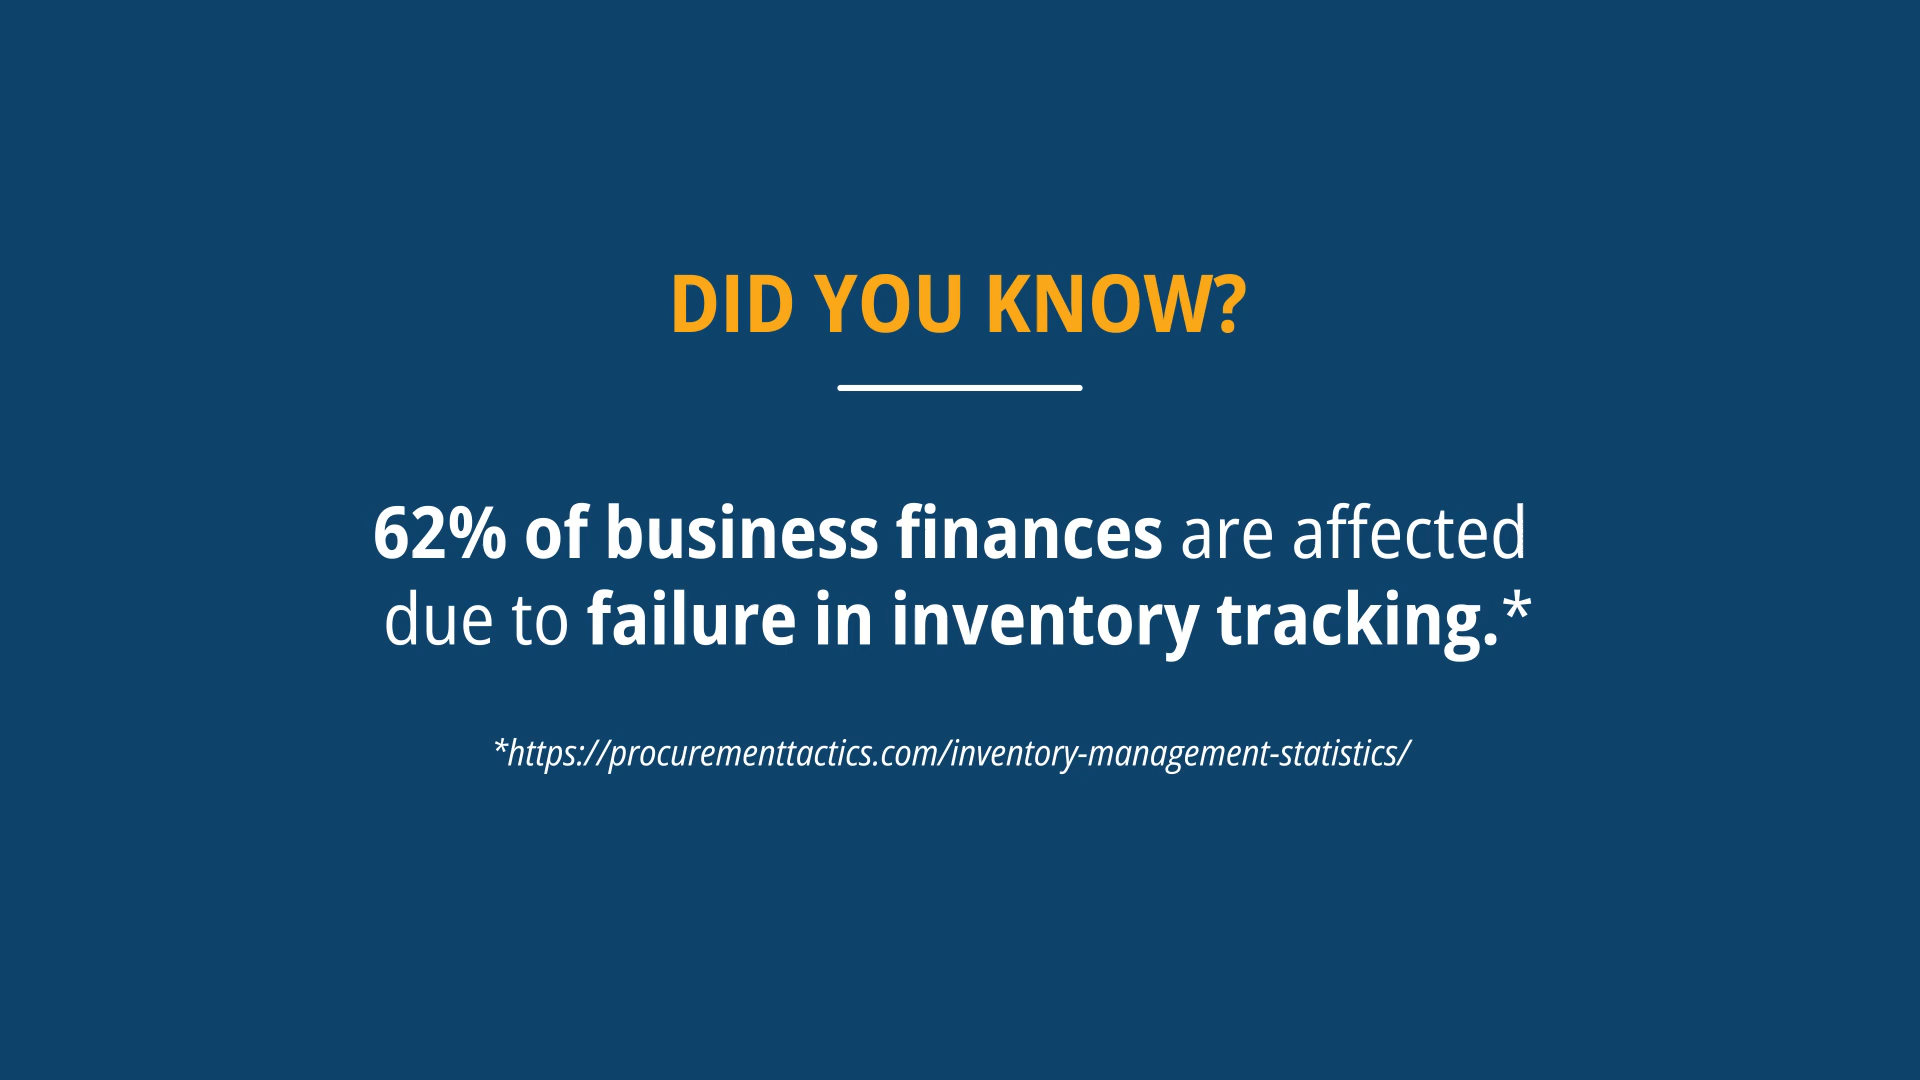 DID YOU KNOW?
62% of business finances are affected
due to failure in inventory tracking.*
*https://procurementtactics.com/inventory-management-statistics/